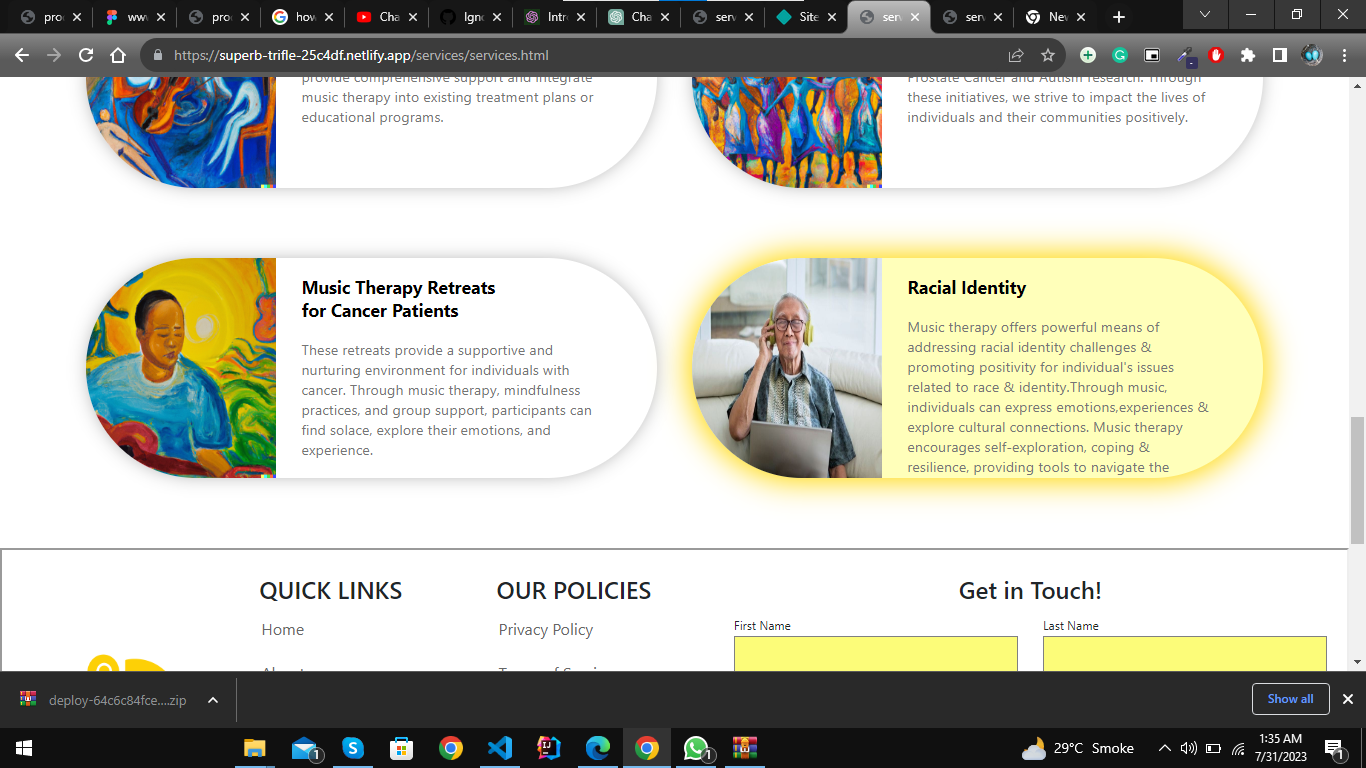 proc
www
proc
how
Cha
Igno
Intro
Cha
serv
Site
serv
serv
New
https://superb-trifle-25c4df.netlify.app/services/services.html
provide comprehensive support and integrate
music therapy into existing treatment plans or
educational programs.
Prostate Cancer and Autism research. Through
these initiatives, we strive to impact the lives of
individuals and their communities positively.
Music Therapy Retreats
for Cancer Patients
These retreats provide a supportive and
nurturing environment for individuals with
cancer. Through music therapy, mindfulness
practices, and group support, participants can
find solace, explore their emotions, and
experience.
Racial Identity
Music therapy offers powerful means of
addressing racial identity challenges &
promoting positivity for individual's issues
related to race & identity.Through music,
individuals can express emotions,experiences &
explore cultural connections. Music therapy
encourages self-exploration, coping &
resilience, providing tools to navigate the
QUICK LINKS
Home
OUR POLICIES
Privacy Policy
Get in Touch!
First Name
Last Name
deploy-64c6c84fce....zip
Show all
29°C Smoke
1:35 AM
7/31/2023